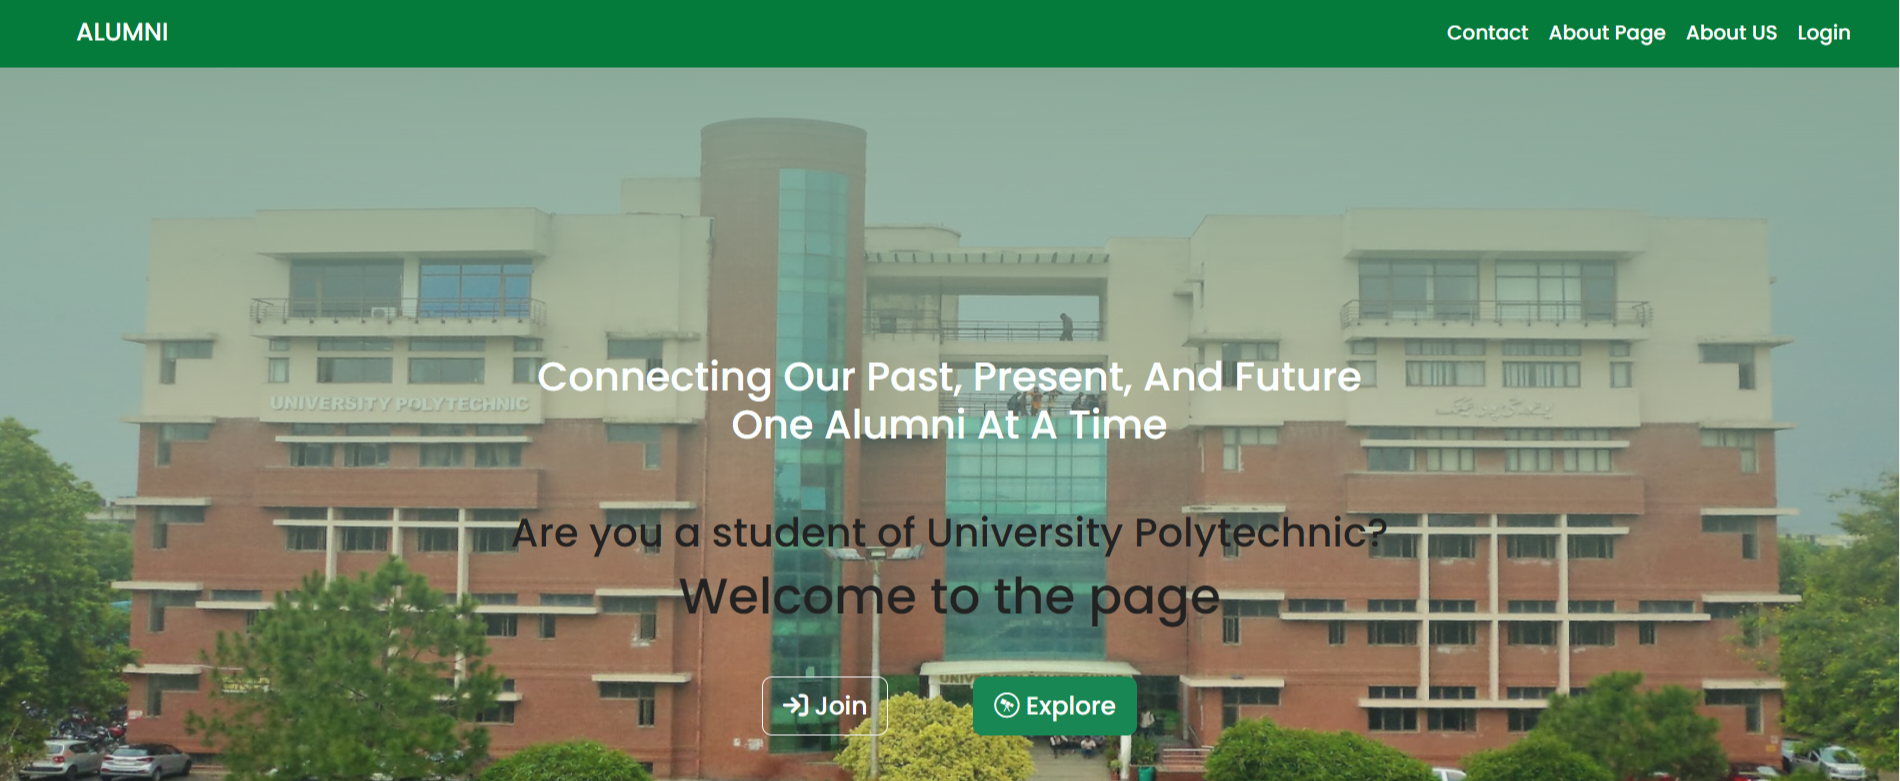 ALUMNI
Contact About Page About US Login
Connecting Our Past, Present, And Future
One Alumni At A Time
UNIVERSITY POLYTECHNIC
Are you a student of University Polytechnic?
Welcome to the page
Join Explore